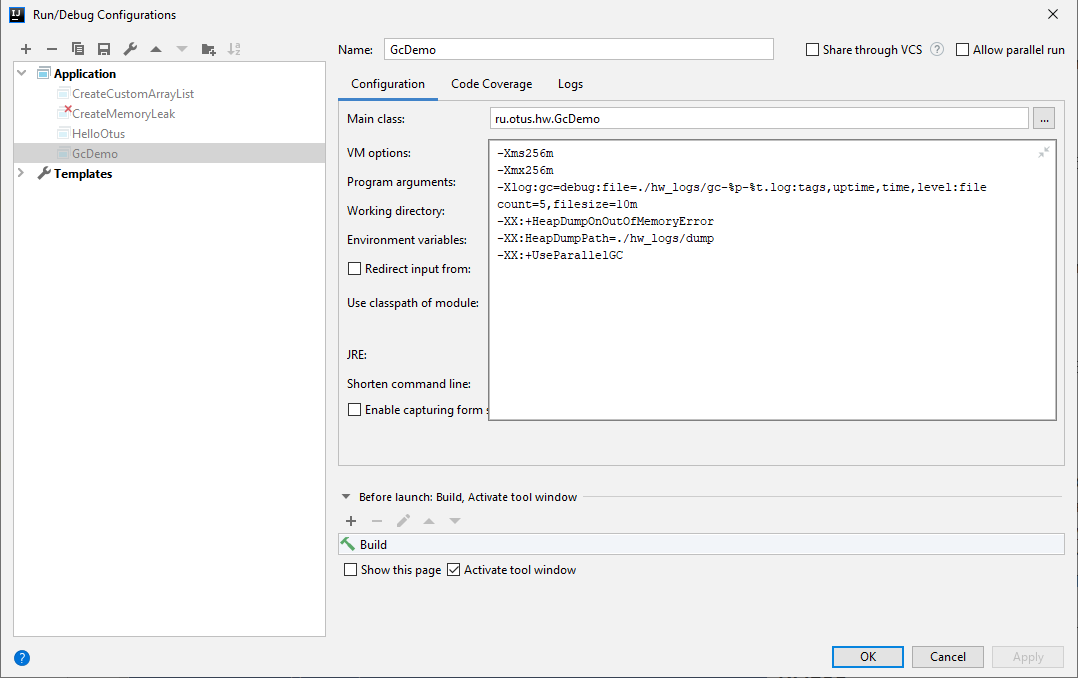 IJ
Run/Debug Configurations
Application
CreateCustomArrayList
CreateMemoryLeak
HelloOtus
GcDemo
Templates
Name: GcDemo
Share through VCS ?
Allow parallel run
Configuration Code Coverage Logs
Main class: ru.otus.hw.GcDemo ...
VM options:
Program arguments:
Working directory:
Environment variables:
Redirect input from:
Use classpath of module:
JRE:
Shorten command line:
Enable capturing form s
-Xms256m
-Xmx256m
-Xlog:gc=debug:file=./hw_logs/gc-%p-%t.log:tags,uptime,time,level:file
count=5,filesize=10m
-XX:+HeapDumpOnOutOfMemoryError
-XX:HeapDumpPath=./hw_logs/dump
-XX:+UseParallelGC
Before launch: Build, Activate tool window
Build
Show this page Activate tool window
?
OK Cancel Apply